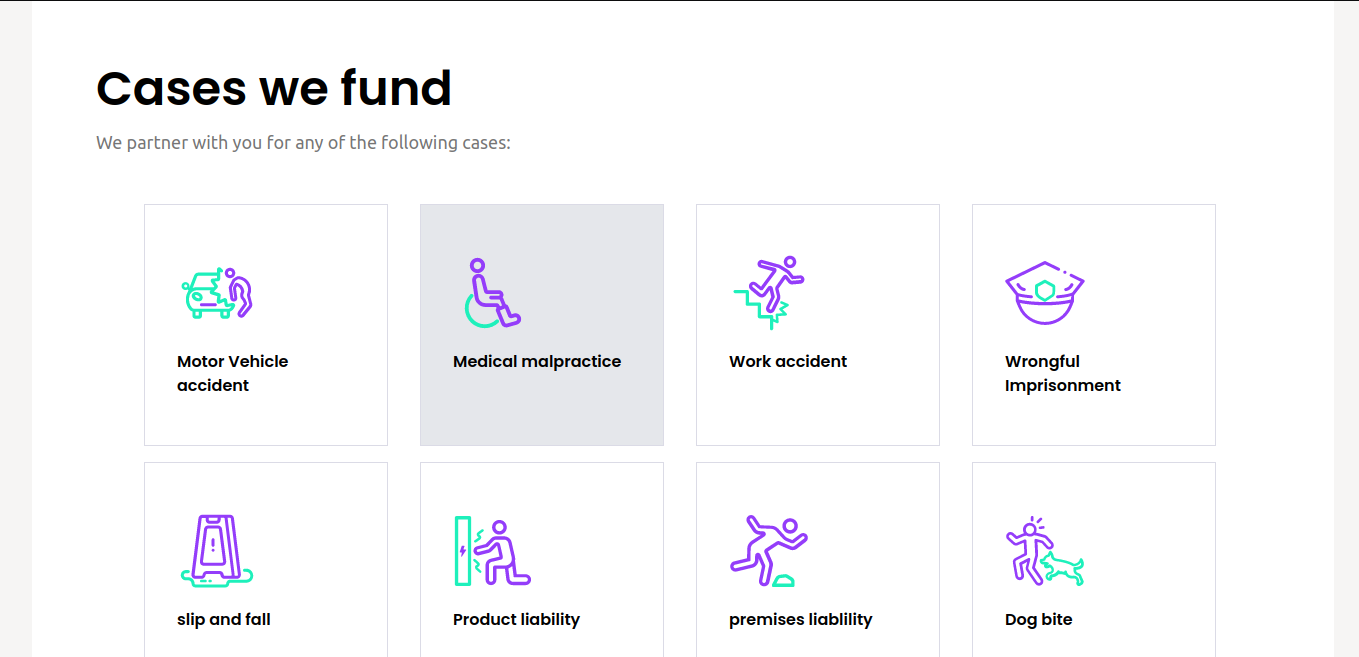 Cases we fund
We partner with you for any of the following cases:
Motor Vehicle
accident
Medical malpractice
Work accident
Wrongful
Imprisonment
slip and fall
Product liability
premises liablility
Dog bite